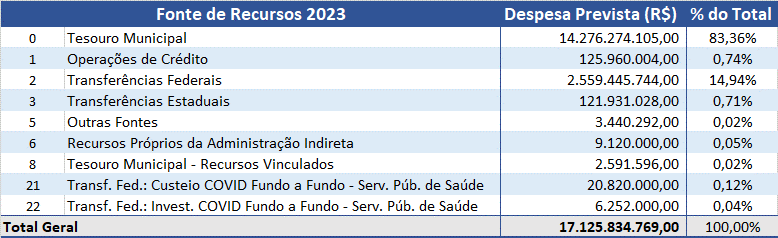 Fonte de Recursos 2023 Despesa Prevista (R$) % do Total
0 Tesouro Municipal 14.276.274.105,00 83,36%
1 Operações de Crédito 125.960.004,00 0,74%
2 Transferências Federais 2.559.445.744,00 14,94%
3 Transferências Estaduais 121.931.028,00 0,71%
5 Outras Fontes 3.440.292,00 0,02%
6 Recursos Próprios da Administração Indireta 9.120.000,00 0,05%
8 Tesouro Municipal - Recursos Vinculados 2.591.596,00 0,02%
21 Transf. Fed.: Custeio COVID Fundo a Fundo - Serv. Púb. de Saúde 20.820.000,00 0,12%
22 Transf. Fed.: Invest. COVID Fundo a Fundo - Serv. Púb. de Saúde 6.252.000,00 0,04%
Total Geral 17.125.834.769,00 100,00%